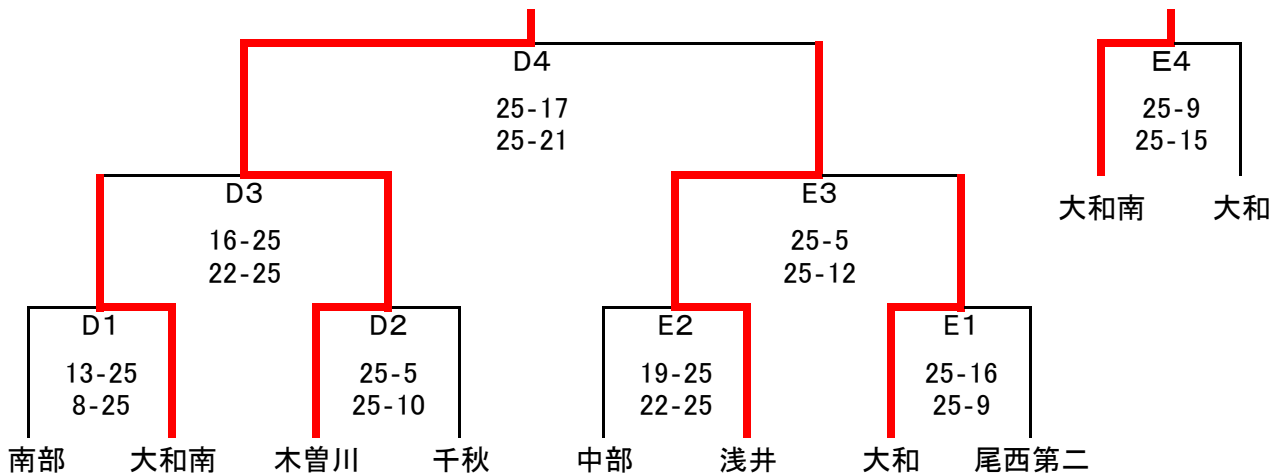 D4
25-17
25-21
E4
25-9
25-15
大和南
大和
D3
16-25
22-25
E3
25-5
25-12
D1
13-25
8-25
D2
25-5
25-10
E2
19-25
22-25
E1
25-16
25-9
南部
大和南
木曽川
千秋
中部
浅井
大和
尾西第二